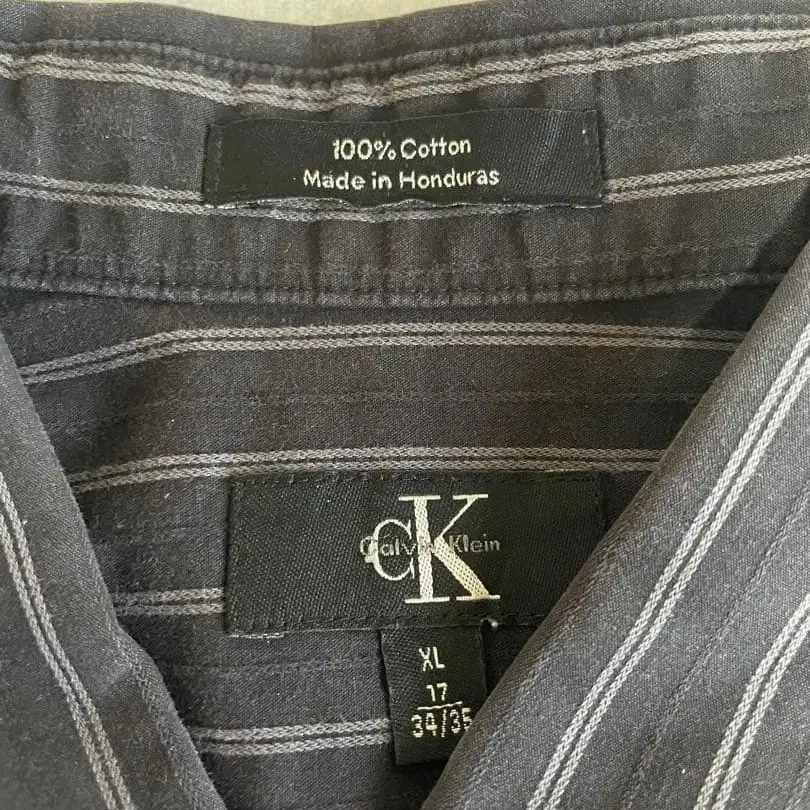 100% Cotton
Made in Honduras
CK
Calvin Klein
XL
17
34/35